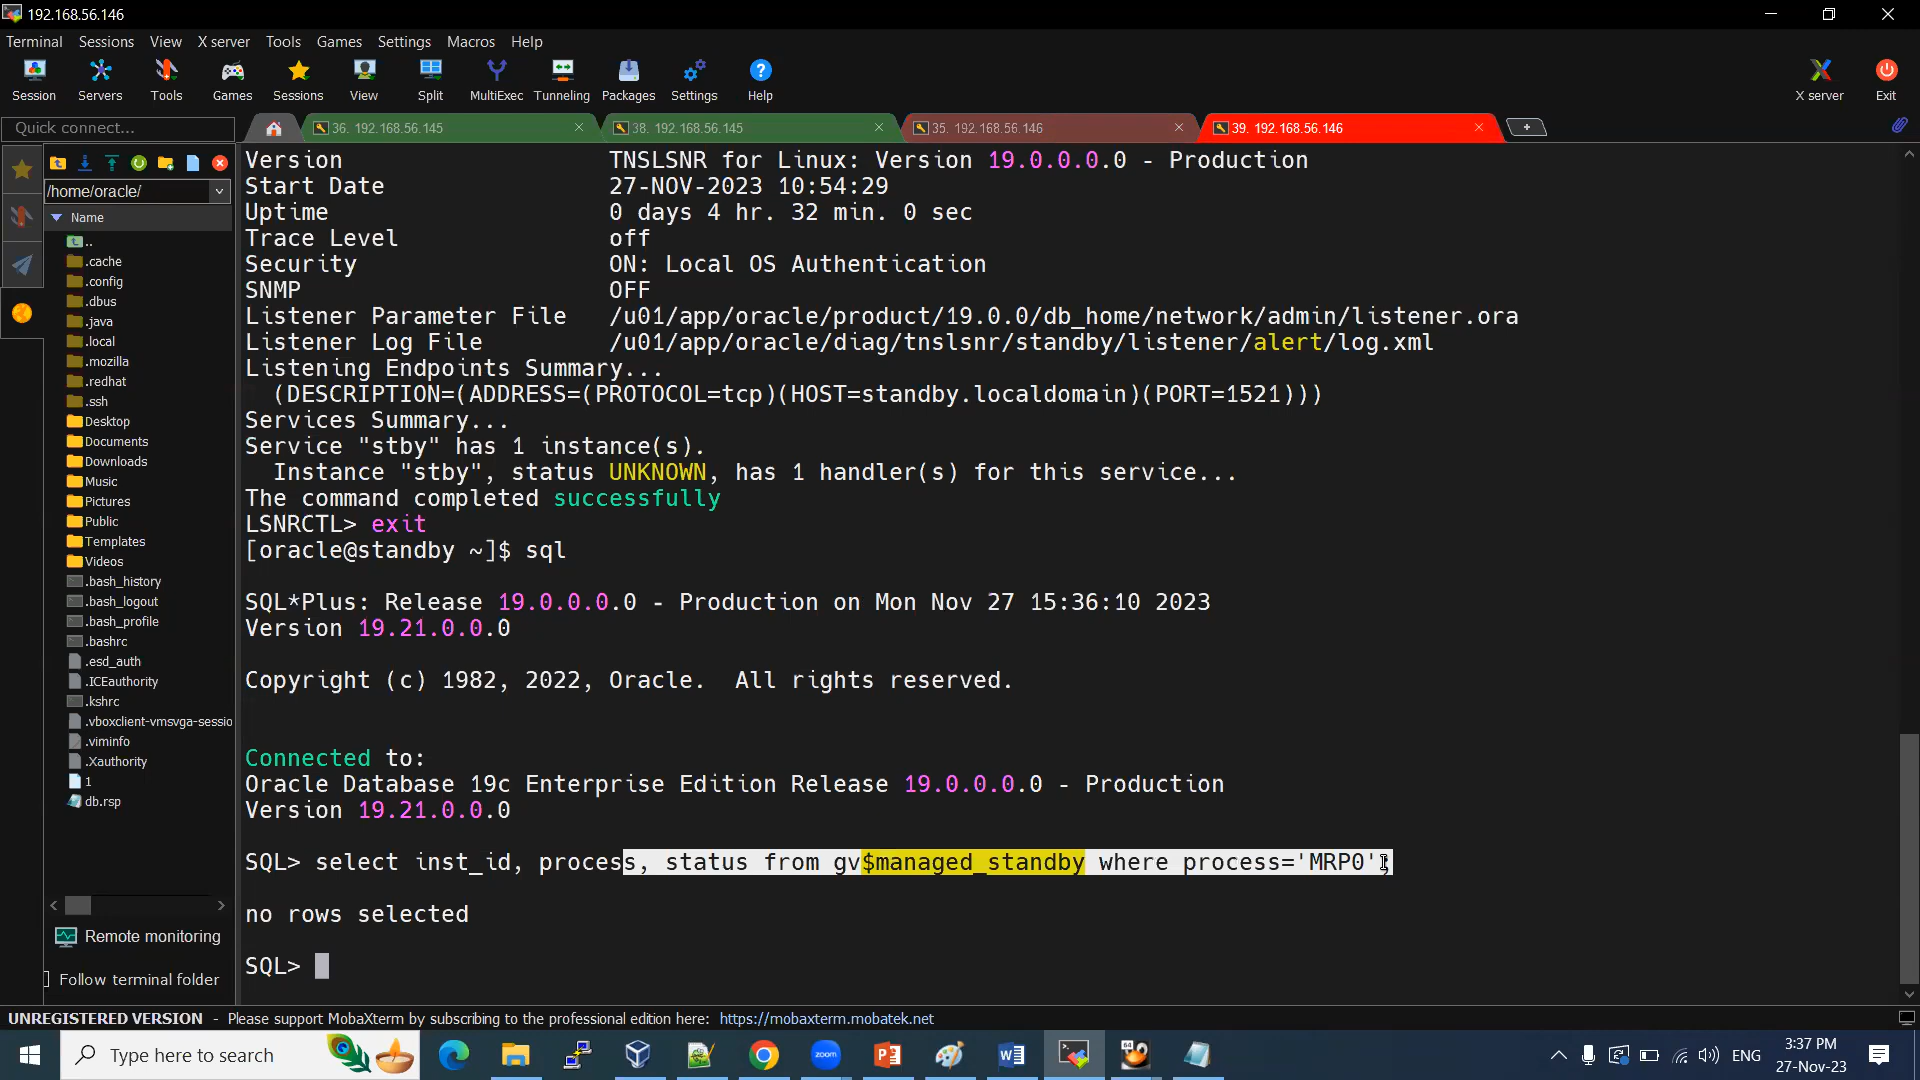 192.168.56.146
Terminal Sessions View X server Tools Games Settings Macros Help
Session Servers Tools Games Sessions View Split MultiExec Tunneling Packages Settings Help X server Exit
Quick connect...
36. 192.168.56.145
38. 192.168.56.145
35. 192.168.56.146
39. 192.168.56.146
/home/oracle/
Name
..
.cache
.config
.dbus
.java
.local
.mozilla
.redhat
.ssh
Desktop
Documents
Downloads
Music
Pictures
Public
Templates
Videos
.bash_history
.bash_logout
.bash_profile
.bashrc
.esd_auth
.ICEauthority
.kshrc
.vboxclient-vmsvga-sessio
.viminfo
.Xauthority
1
db.rsp
Remote monitoring
Follow terminal folder
Version TNSLSNR for Linux: Version 19.0.0.0.0 - Production
Start Date 27-NOV-2023 10:54:29
Uptime 0 days 4 hr. 32 min. 0 sec
Trace Level off
Security ON: Local OS Authentication
SNMP OFF
Listener Parameter File /u01/app/oracle/product/19.0.0/db_home/network/admin/listener.ora
Listener Log File /u01/app/oracle/diag/tnslsnr/standby/listener/alert/log.xml
Listening Endpoints Summary...
(DESCRIPTION=(ADDRESS=(PROTOCOL=tcp)(HOST=standby.localdomain)(PORT=1521)))
Services Summary...
Service "stby" has 1 instance(s).
Instance "stby", status UNKNOWN, has 1 handler(s) for this service...
The command completed successfully
LSNRCTL> exit
[oracle@standby ~]$ sql
SQL*Plus: Release 19.0.0.0.0 - Production on Mon Nov 27 15:36:10 2023
Version 19.21.0.0.0
Copyright (c) 1982, 2022, Oracle. All rights reserved.
Connected to:
Oracle Database 19c Enterprise Edition Release 19.0.0.0.0 - Production
Version 19.21.0.0.0
SQL> select inst_id, process, status from gv$managed_standby where process='MRP0';
no rows selected
SQL>
UNREGISTERED VERSION - Please support MobaXterm by subscribing to the professional edition here: https://mobaxterm.mobatek.net
Type here to search
zoom
ENG
3:37 PM
27-Nov-23